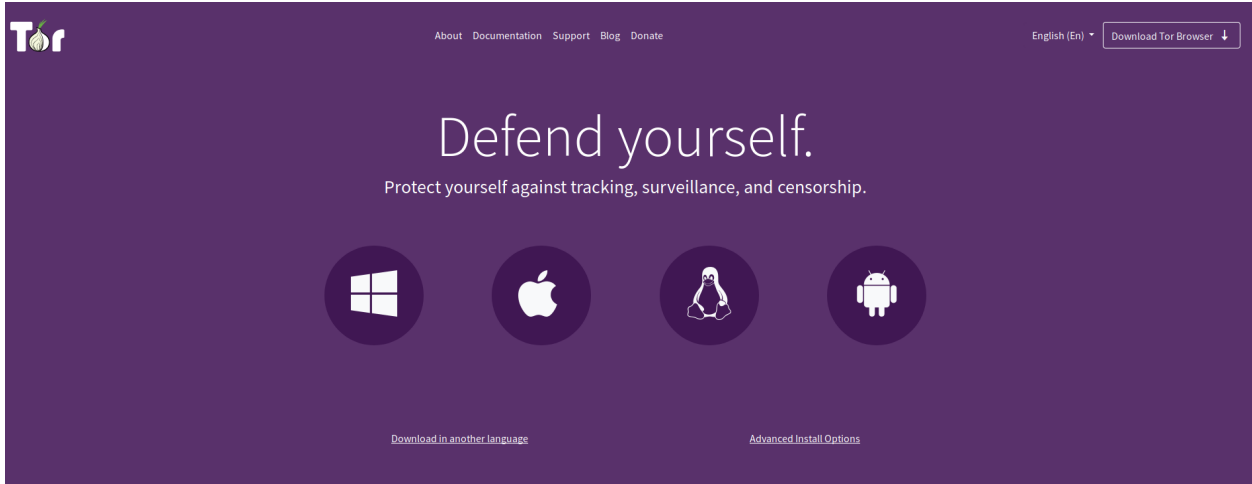 Tor
About Documentation Support Blog Donate
English (En)
Download Tor Browser
Defend yourself.
Protect yourself against tracking, surveillance, and censorship.
Download in another language
Advanced Install Options